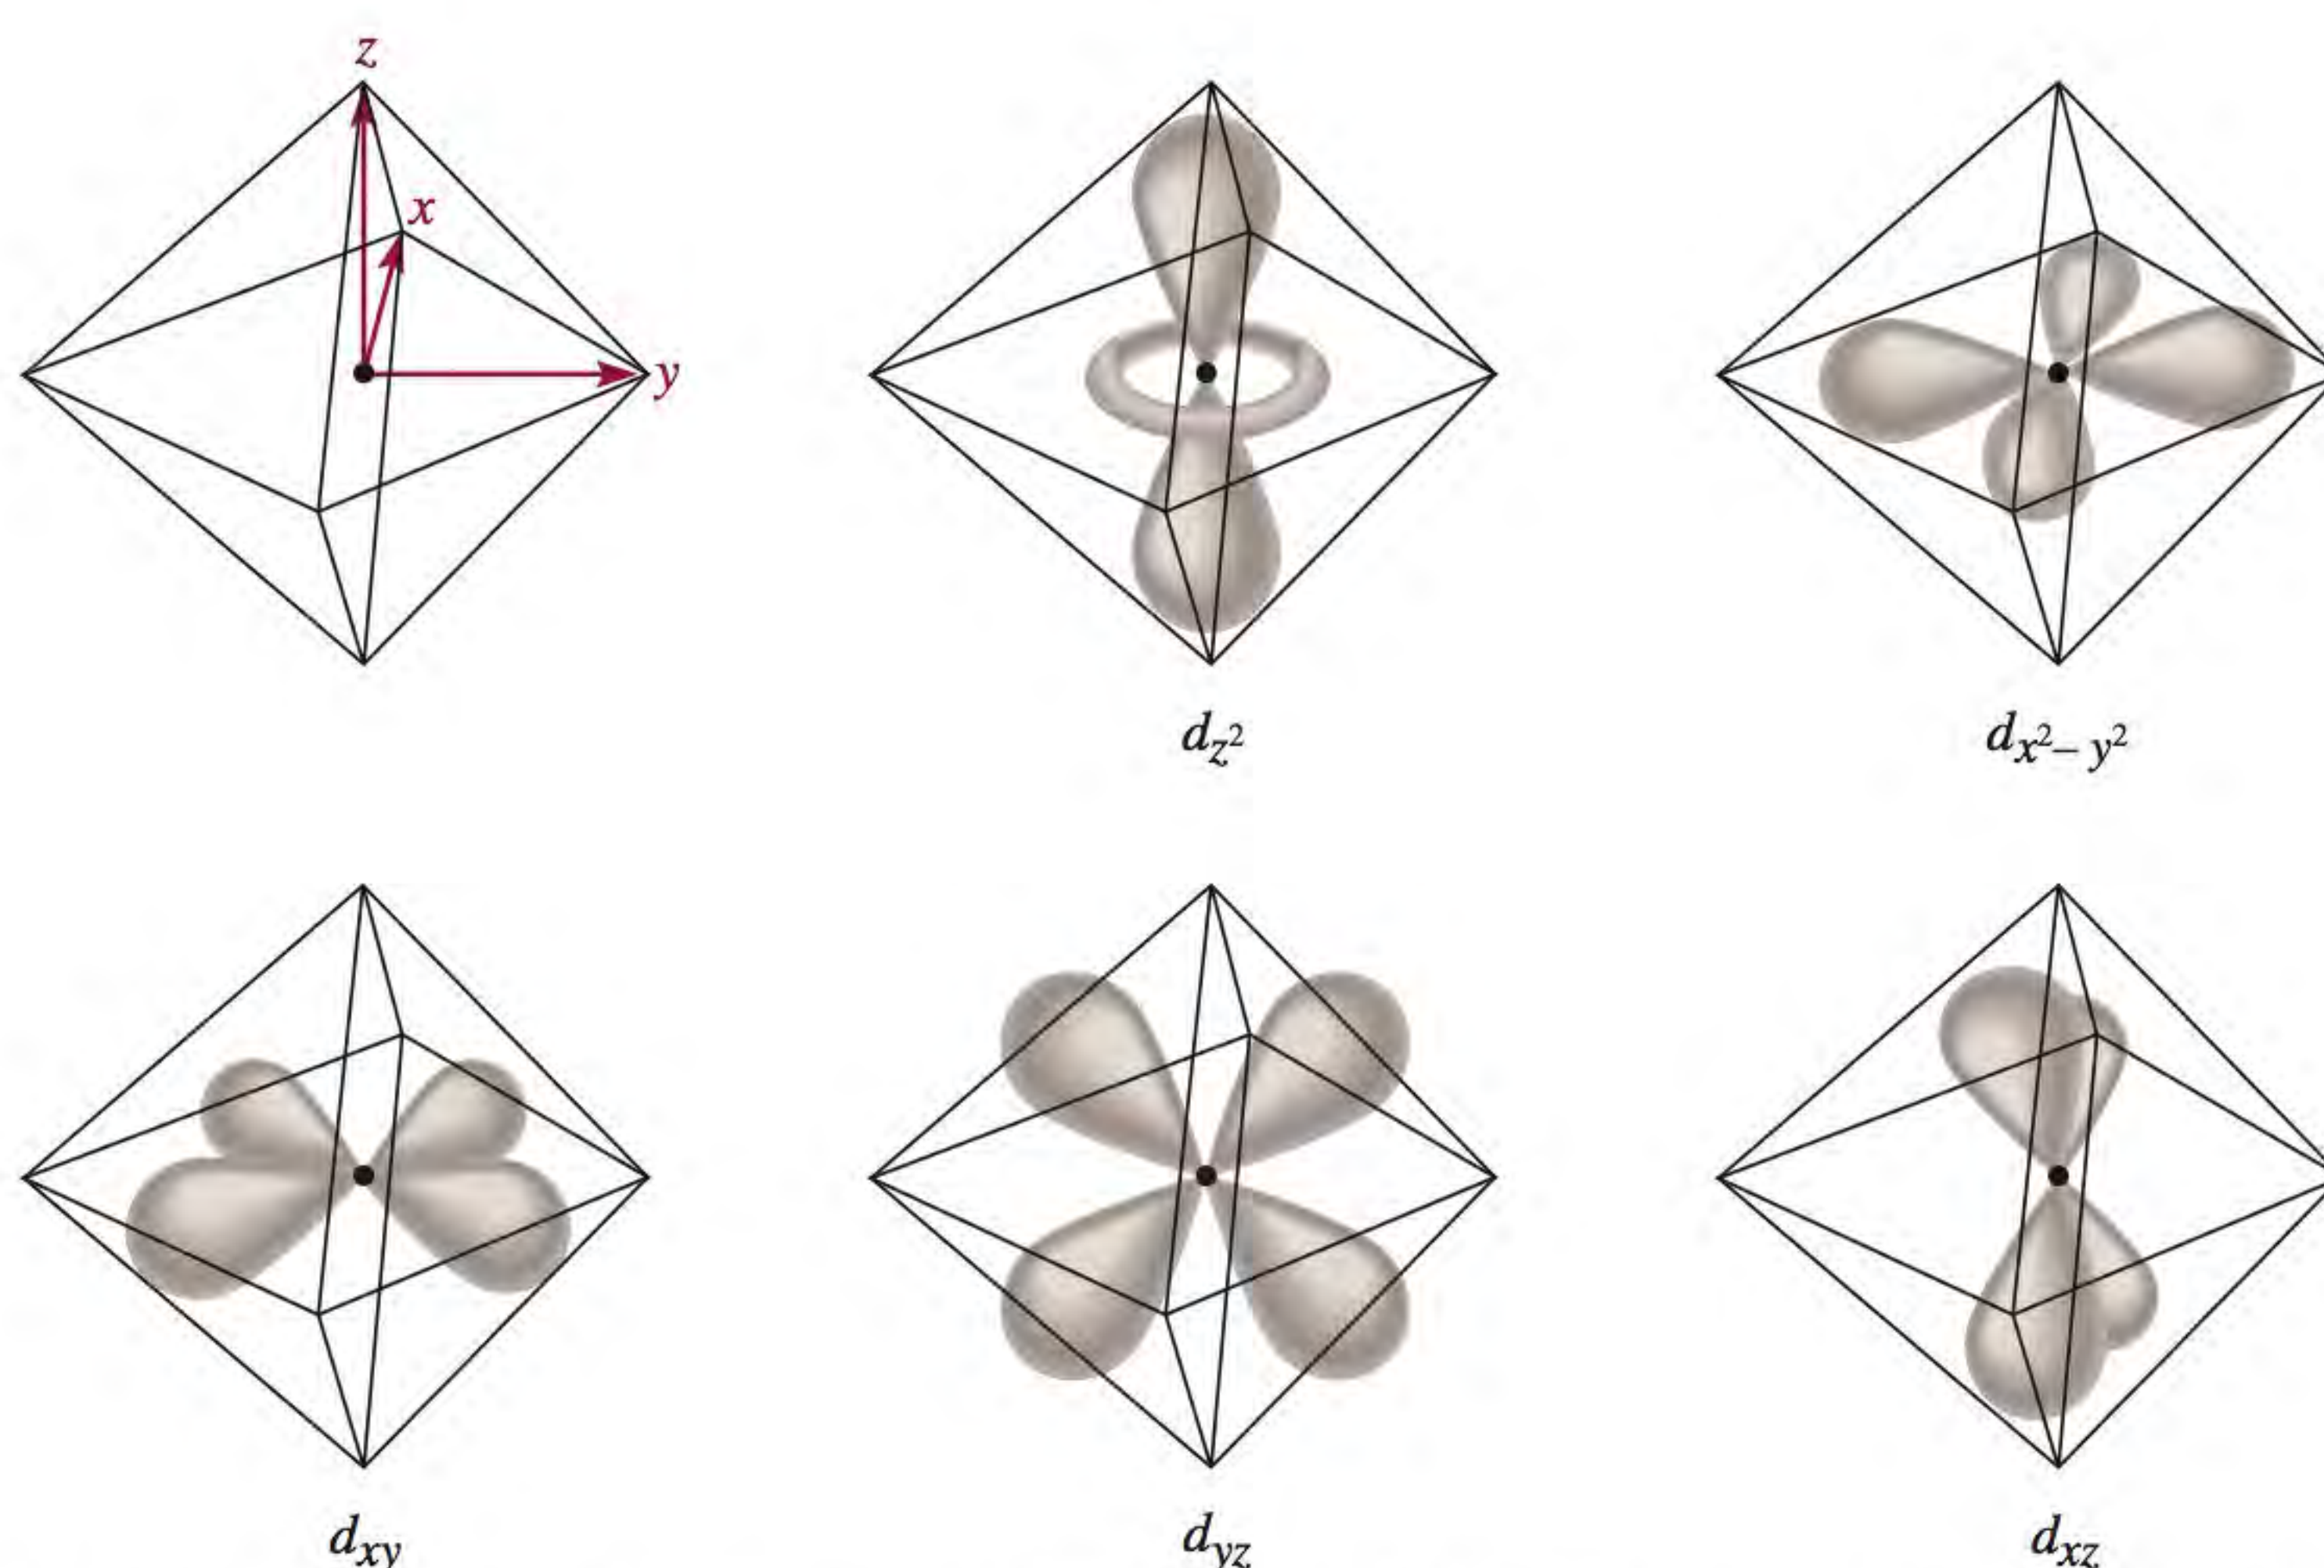 z
x
y
d_{z^2}
d_{x^2 - y^2}
d_{xy}
d_{yz}
d_{xz}